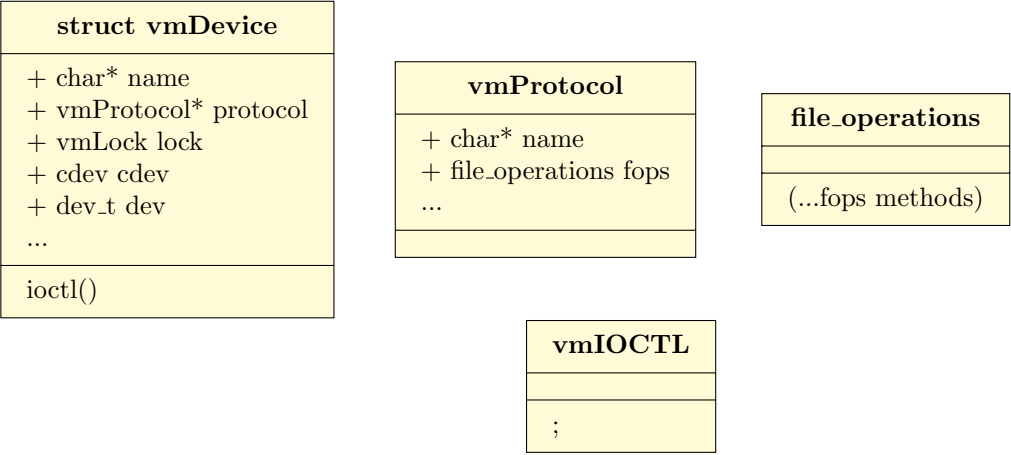 struct vmDevice
+ char* name
+ vmProtocol* protocol
+ vmLock lock
+ cdev cdev
+ dev_t dev
...
ioctl()
vmProtocol
+ char* name
+ file_operations fops
...
file_operations
(...fops methods)
vmIOCTL
;